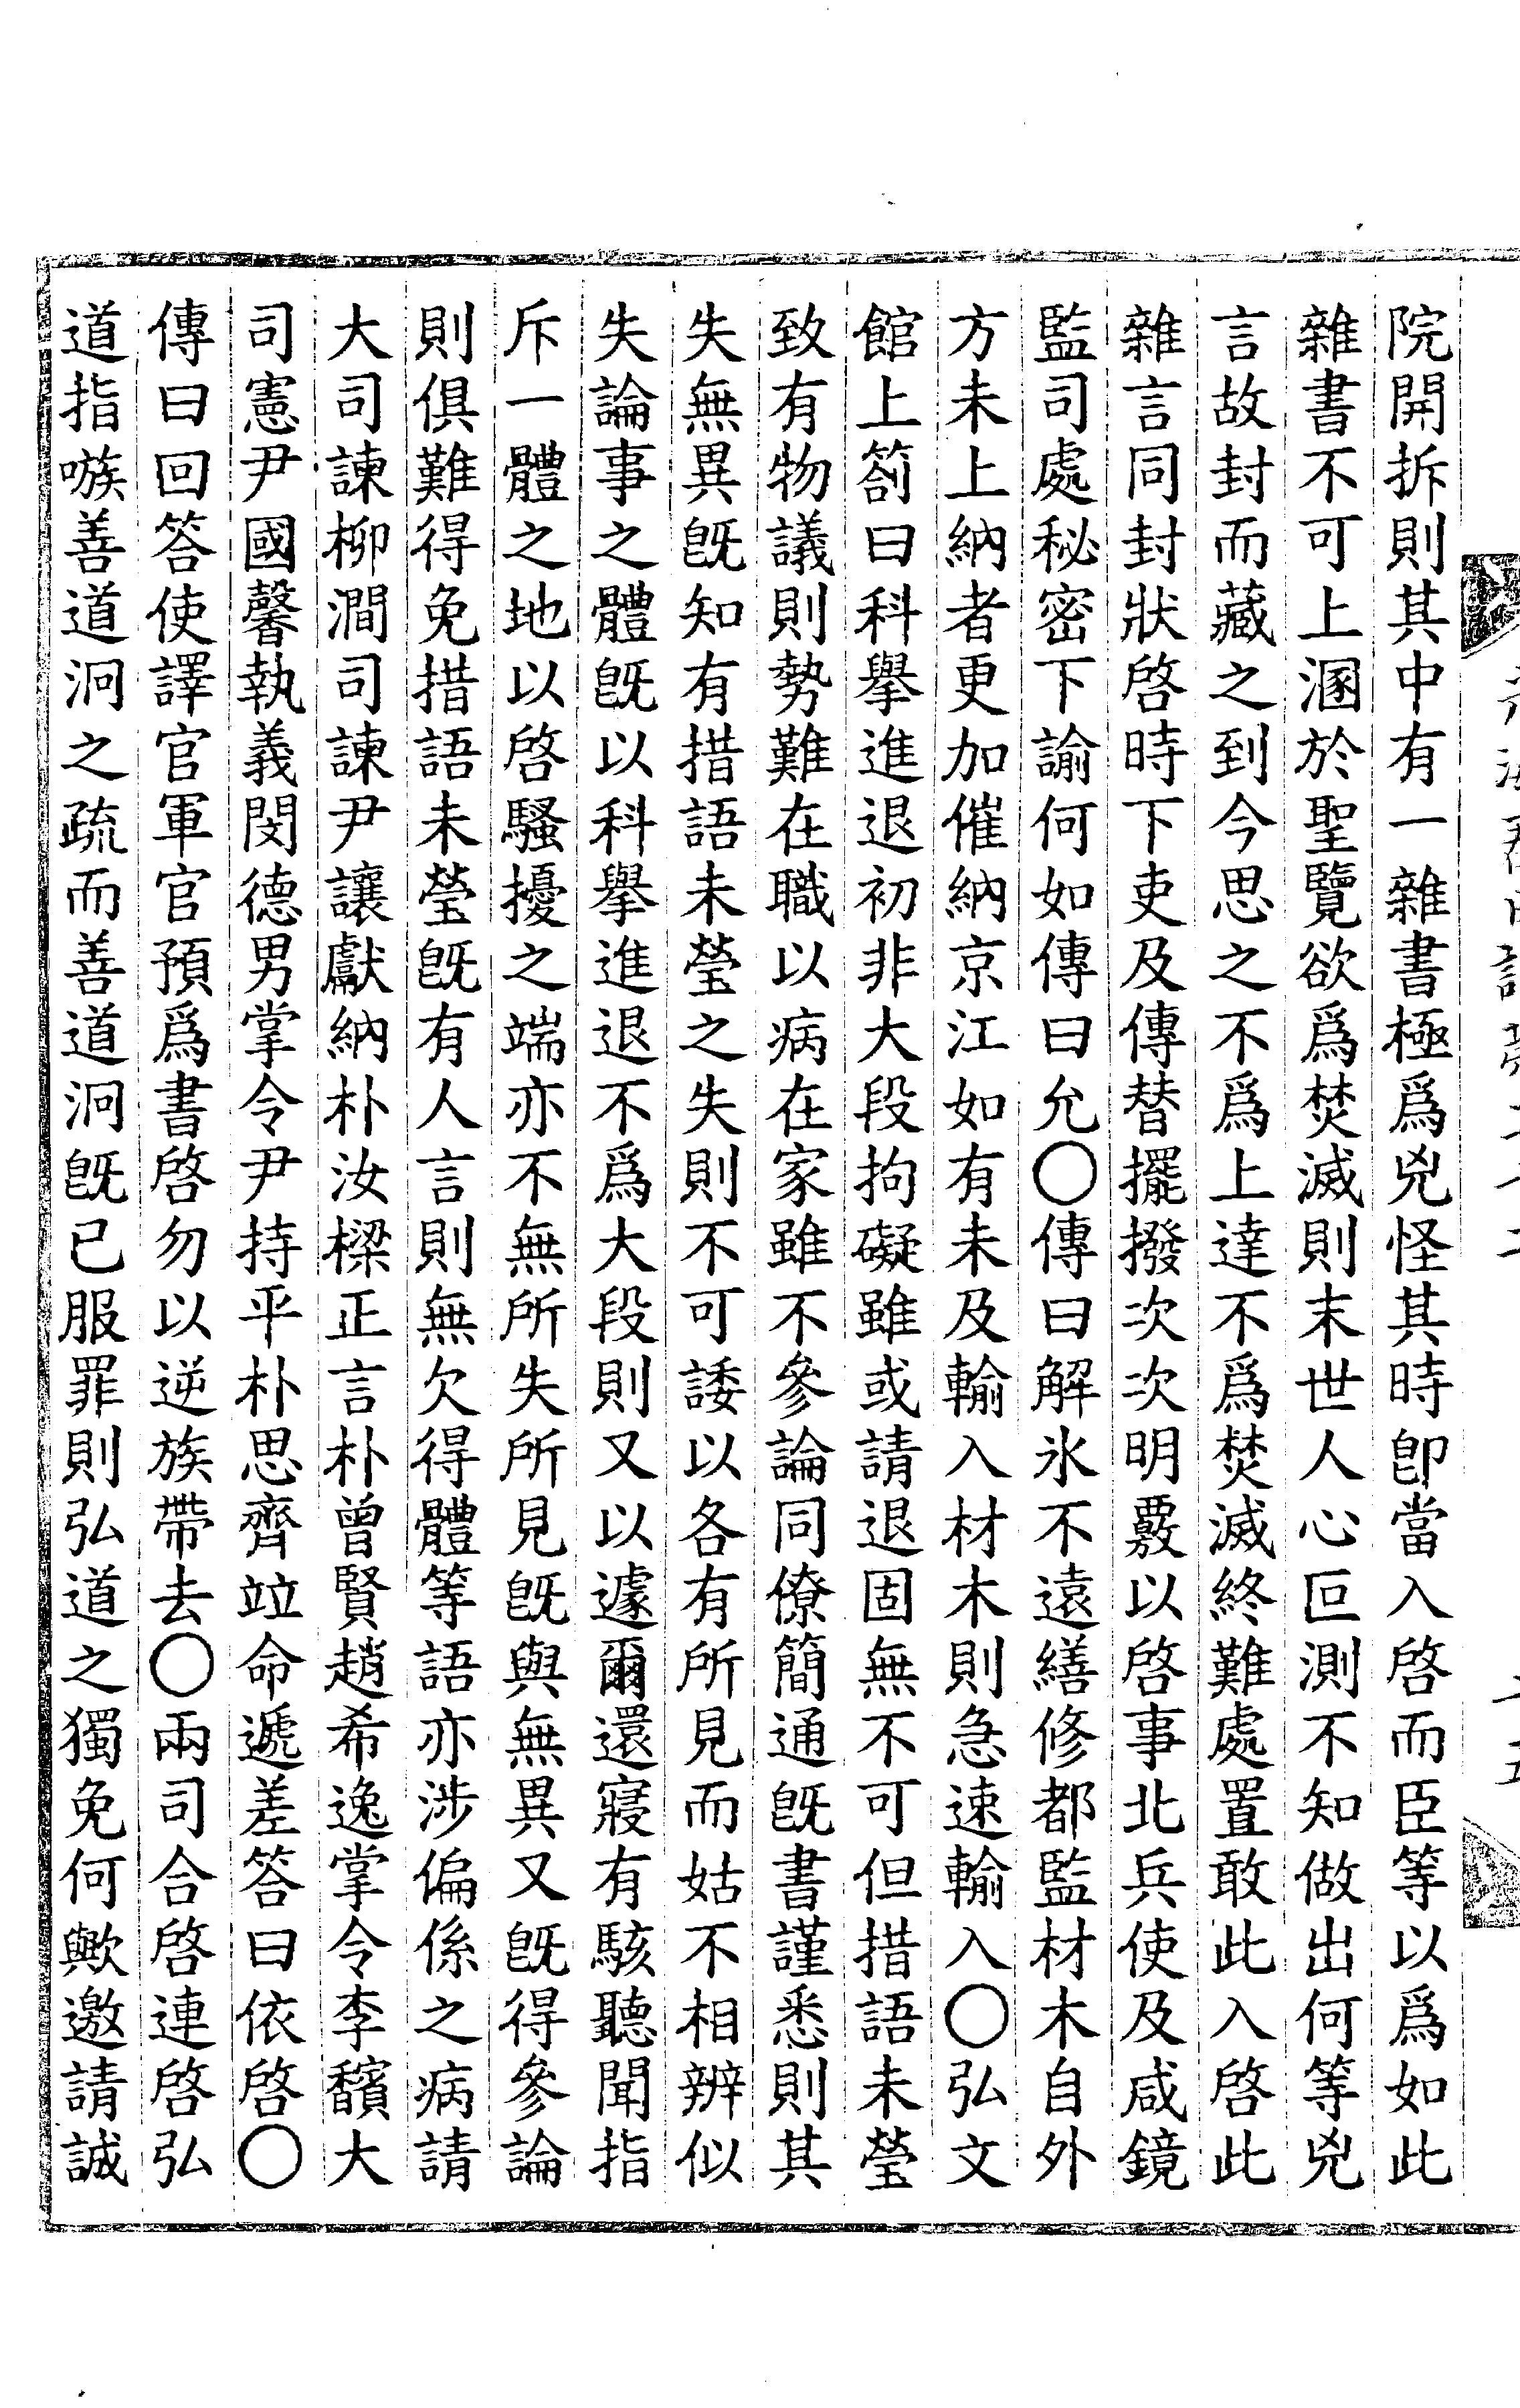 院開拆則其中有一雜書極爲兇怪其時卽當入啓而臣等以爲如此
雜書不可上溷於聖覽欲爲焚滅則末世人心叵測不知做出何等兇
言故封而藏之到今思之不爲上達不爲焚滅終難處置敢此入啓此
雜言同封狀啓時下吏及傳替擺撥次次明覈以啓事北兵使及咸鏡
監司處秘密下諭何如傳曰允○傳曰解氷不遠繕修都監材木自外
方未上納者更加催納京江如有未及輸入材木則急速輸入○弘文
館上箚曰科擧進退初非大段拘礙雖或請退固無不可但措語未瑩
致有物議則勢難在職以病在家雖不參論同僚簡通旣書謹悉則其
失無異旣知有措語未瑩之失則不可諉以各有所見而姑不相辨似
失論事之體旣以科擧進退不爲大段則又以遽爾還寢有駭聽聞指
斥一體之地以啓騷擾之端亦不無所失所見旣與無異又旣得參論
則俱難得免措語未瑩旣有人言則無欠得體等語亦涉偏係之病請
大司諫柳澗司諫尹讓獻納朴汝樑正言朴曾賢趙希逸掌令李馪大
司憲尹國馨執義閔德男掌令尹持平朴思齊竝命遞差答曰依啓○
傳曰回答使譯官軍官預爲書啓勿以逆族帶去○兩司合啓連啓弘
道指嗾善道泂之疏而善道泂旣已服罪則弘道之獨免何歟邀請誠